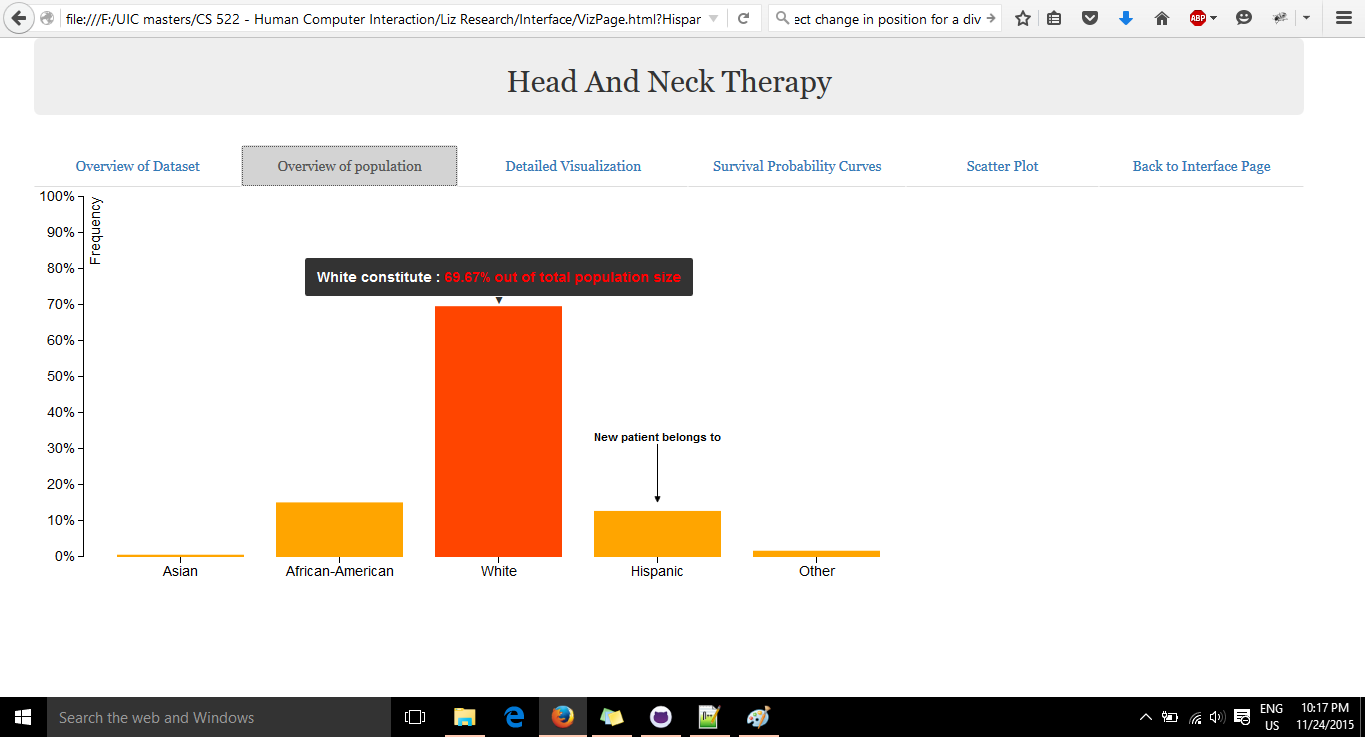 file:///F:/UIC masters/CS 522 - Human Computer Interaction/Liz Research/Interface/VizPage.html?Hispar
ect change in position for a div
ABP
Head And Neck Therapy
Overview of Dataset
Overview of population
Detailed Visualization
Survival Probability Curves
Scatter Plot
Back to Interface Page
100%
90%
80%
70%
60%
50%
40%
30%
20%
10%
0%
Frequency
White constitute : 69.67% out of total population size
New patient belongs to
Asian
African-American
White
Hispanic
Other
Search the web and Windows
ENG
US
10:17 PM
11/24/2015